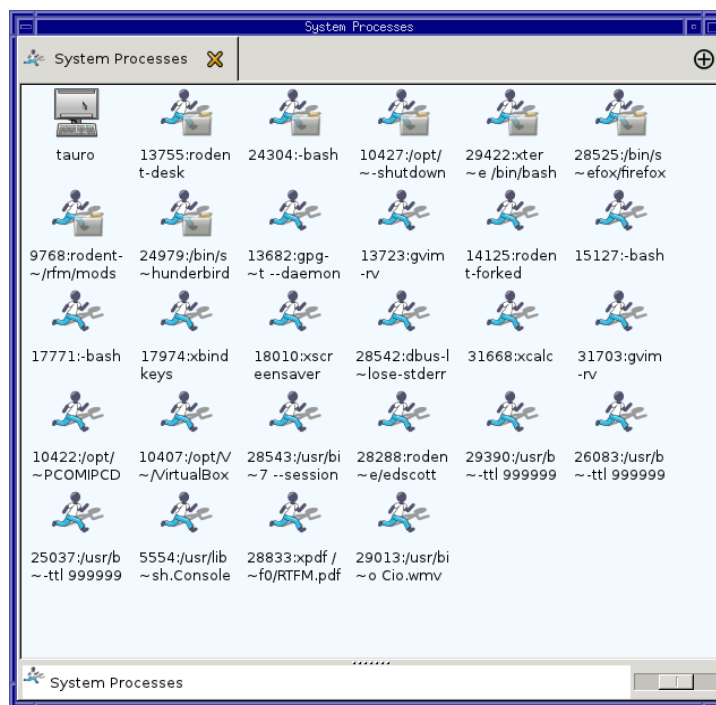 System Processes
System Processes
tauro
13755:roden
t-desk
24304:-bash
10427:/opt/
~-shutdown
29422:xter
~e /bin/bash
28525:/bin/s
~efox/firefox
9768:rodent-
~/rfm/mods
24979:/bin/s
~hunderbird
13682:gpg-
~t --daemon
13723:gvim
-rv
14125:roden
t-forked
15127:-bash
17771:-bash
17974:xbind
keys
18010:xscr
eensaver
28542:dbus-l
~lose-stderr
31668:xcalc
31703:gvim
-rv
10422:/opt/
~PCOMIPCD
10407:/opt/V
~/VirtualBox
28543:/usr/bi
~7 --session
28288:roden
~e/edscott
29390:/usr/b
~-ttl 999999
26083:/usr/b
~-ttl 999999
25037:/usr/b
~-ttl 999999
5554:/usr/lib
~sh.Console
28833:xpdf /
~f0/RTFM.pdf
29013:/usr/bi
~o Cio.wmv
System Processes